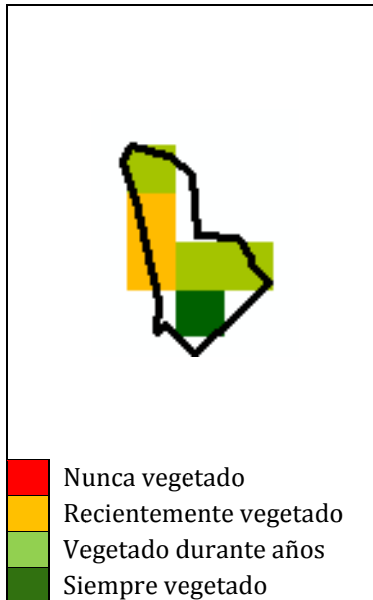 Nunca vegetado
Recientemente vegetado
Vegetado durante años
Siempre vegetado